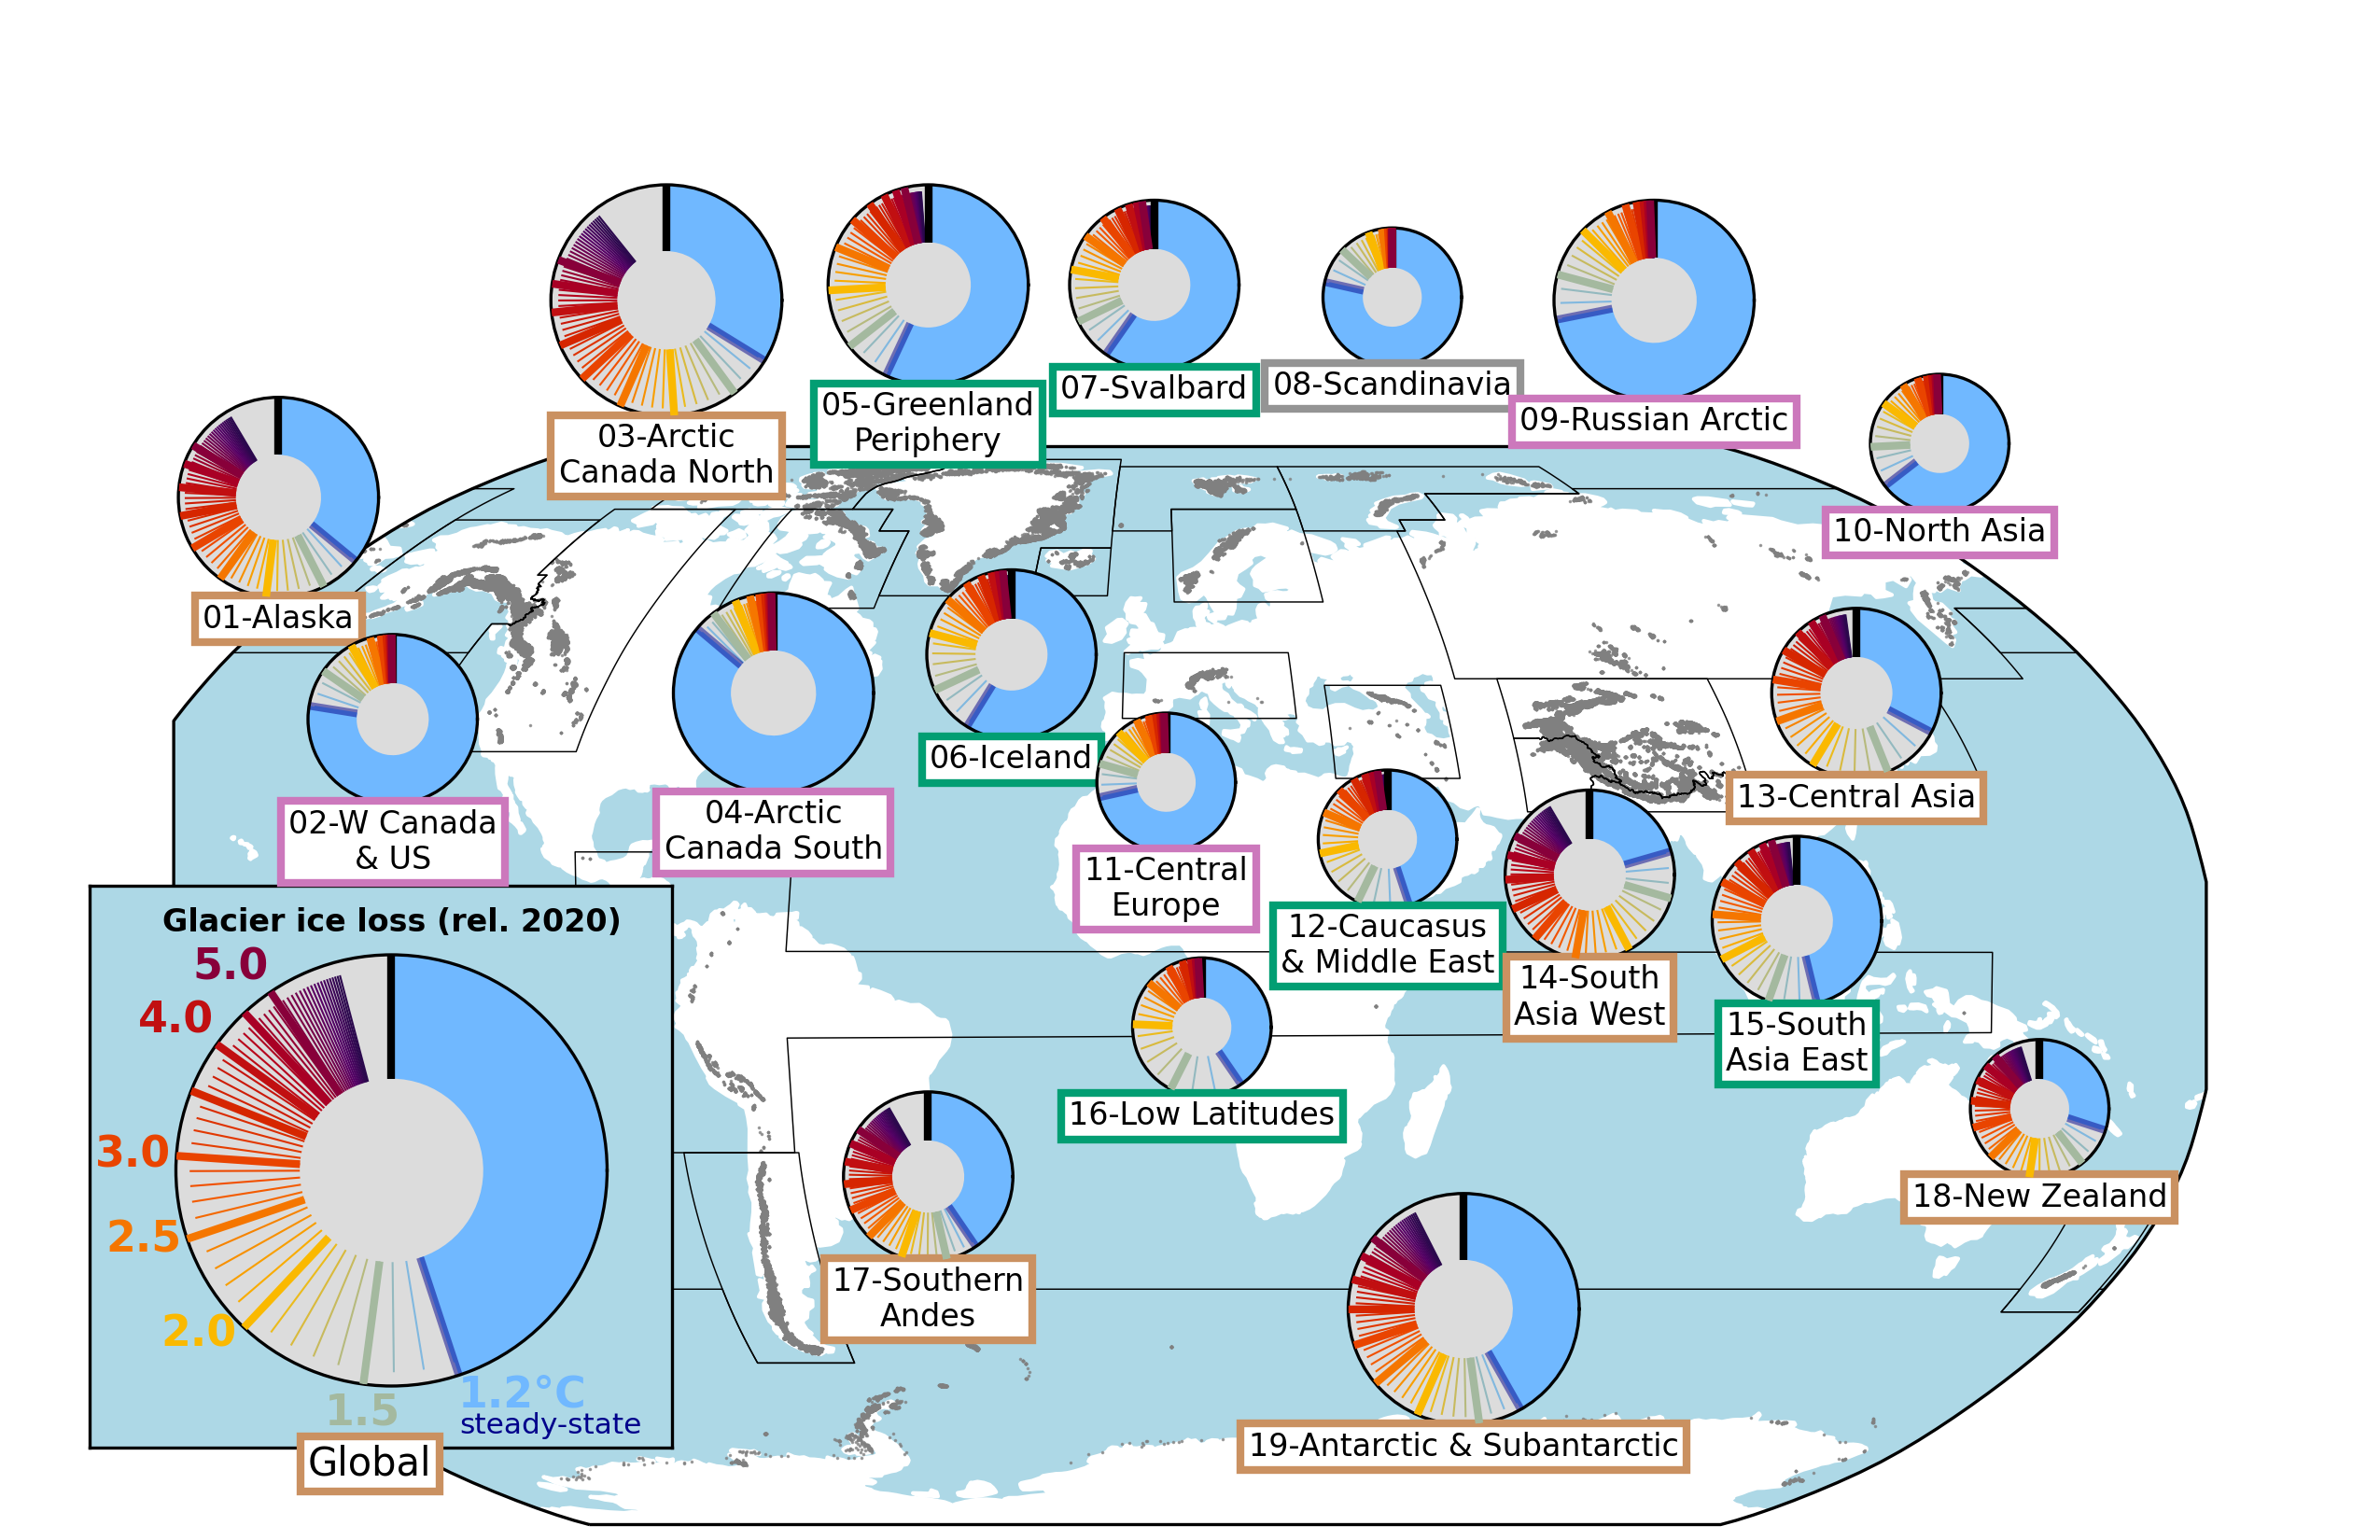 03-Arctic
Canada North
05-Greenland
Periphery
07-Svalbard
08-Scandinavia
09-Russian Arctic
10-North Asia
01-Alaska
02-W Canada
& US
04-Arctic
Canada South
06-Iceland
11-Central
Europe
12-Caucasus
& Middle East
13-Central Asia
14-South
Asia West
15-South
Asia East
16-Low Latitudes
17-Southern
Andes
18-New Zealand
19-Antarctic & Subantarctic
Glacier ice loss (rel. 2020)
5.0
4.0
3.0
2.5
2.0
1.5
1.2°C
steady-state
Global